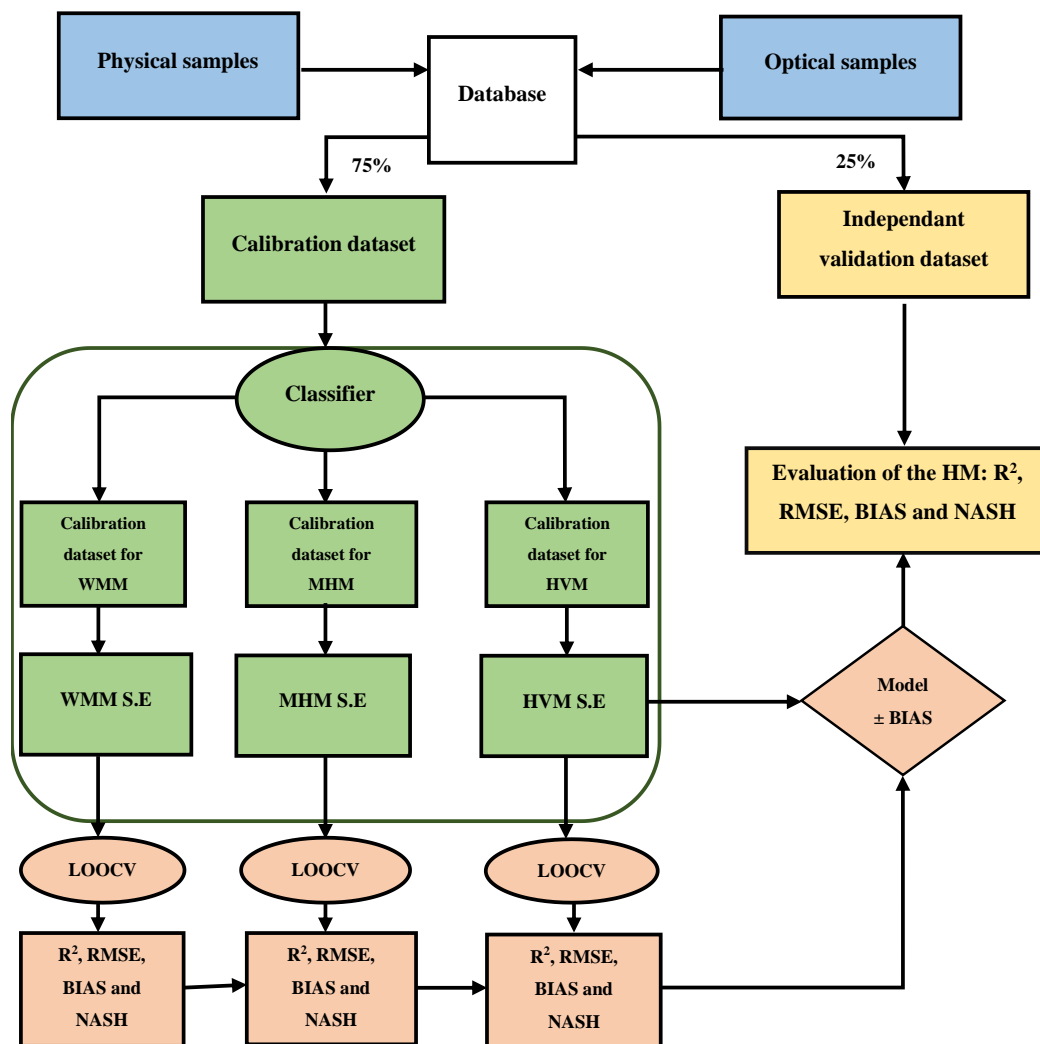 Physical samples
Database
Optical samples
75%
25%
Calibration dataset
Independant
validation dataset
Classifier
Evaluation of the HM: R²,
RMSE, BIAS and NASH
Calibration
dataset for
WMM
Calibration
dataset for
MHM
Calibration
dataset for
HVM
WMM S.E
MHM S.E
HVM S.E
Model
± BIAS
LOOCV
LOOCV
LOOCV
R², RMSE,
BIAS and
NASH
R², RMSE,
BIAS and
NASH
R², RMSE,
BIAS and
NASH